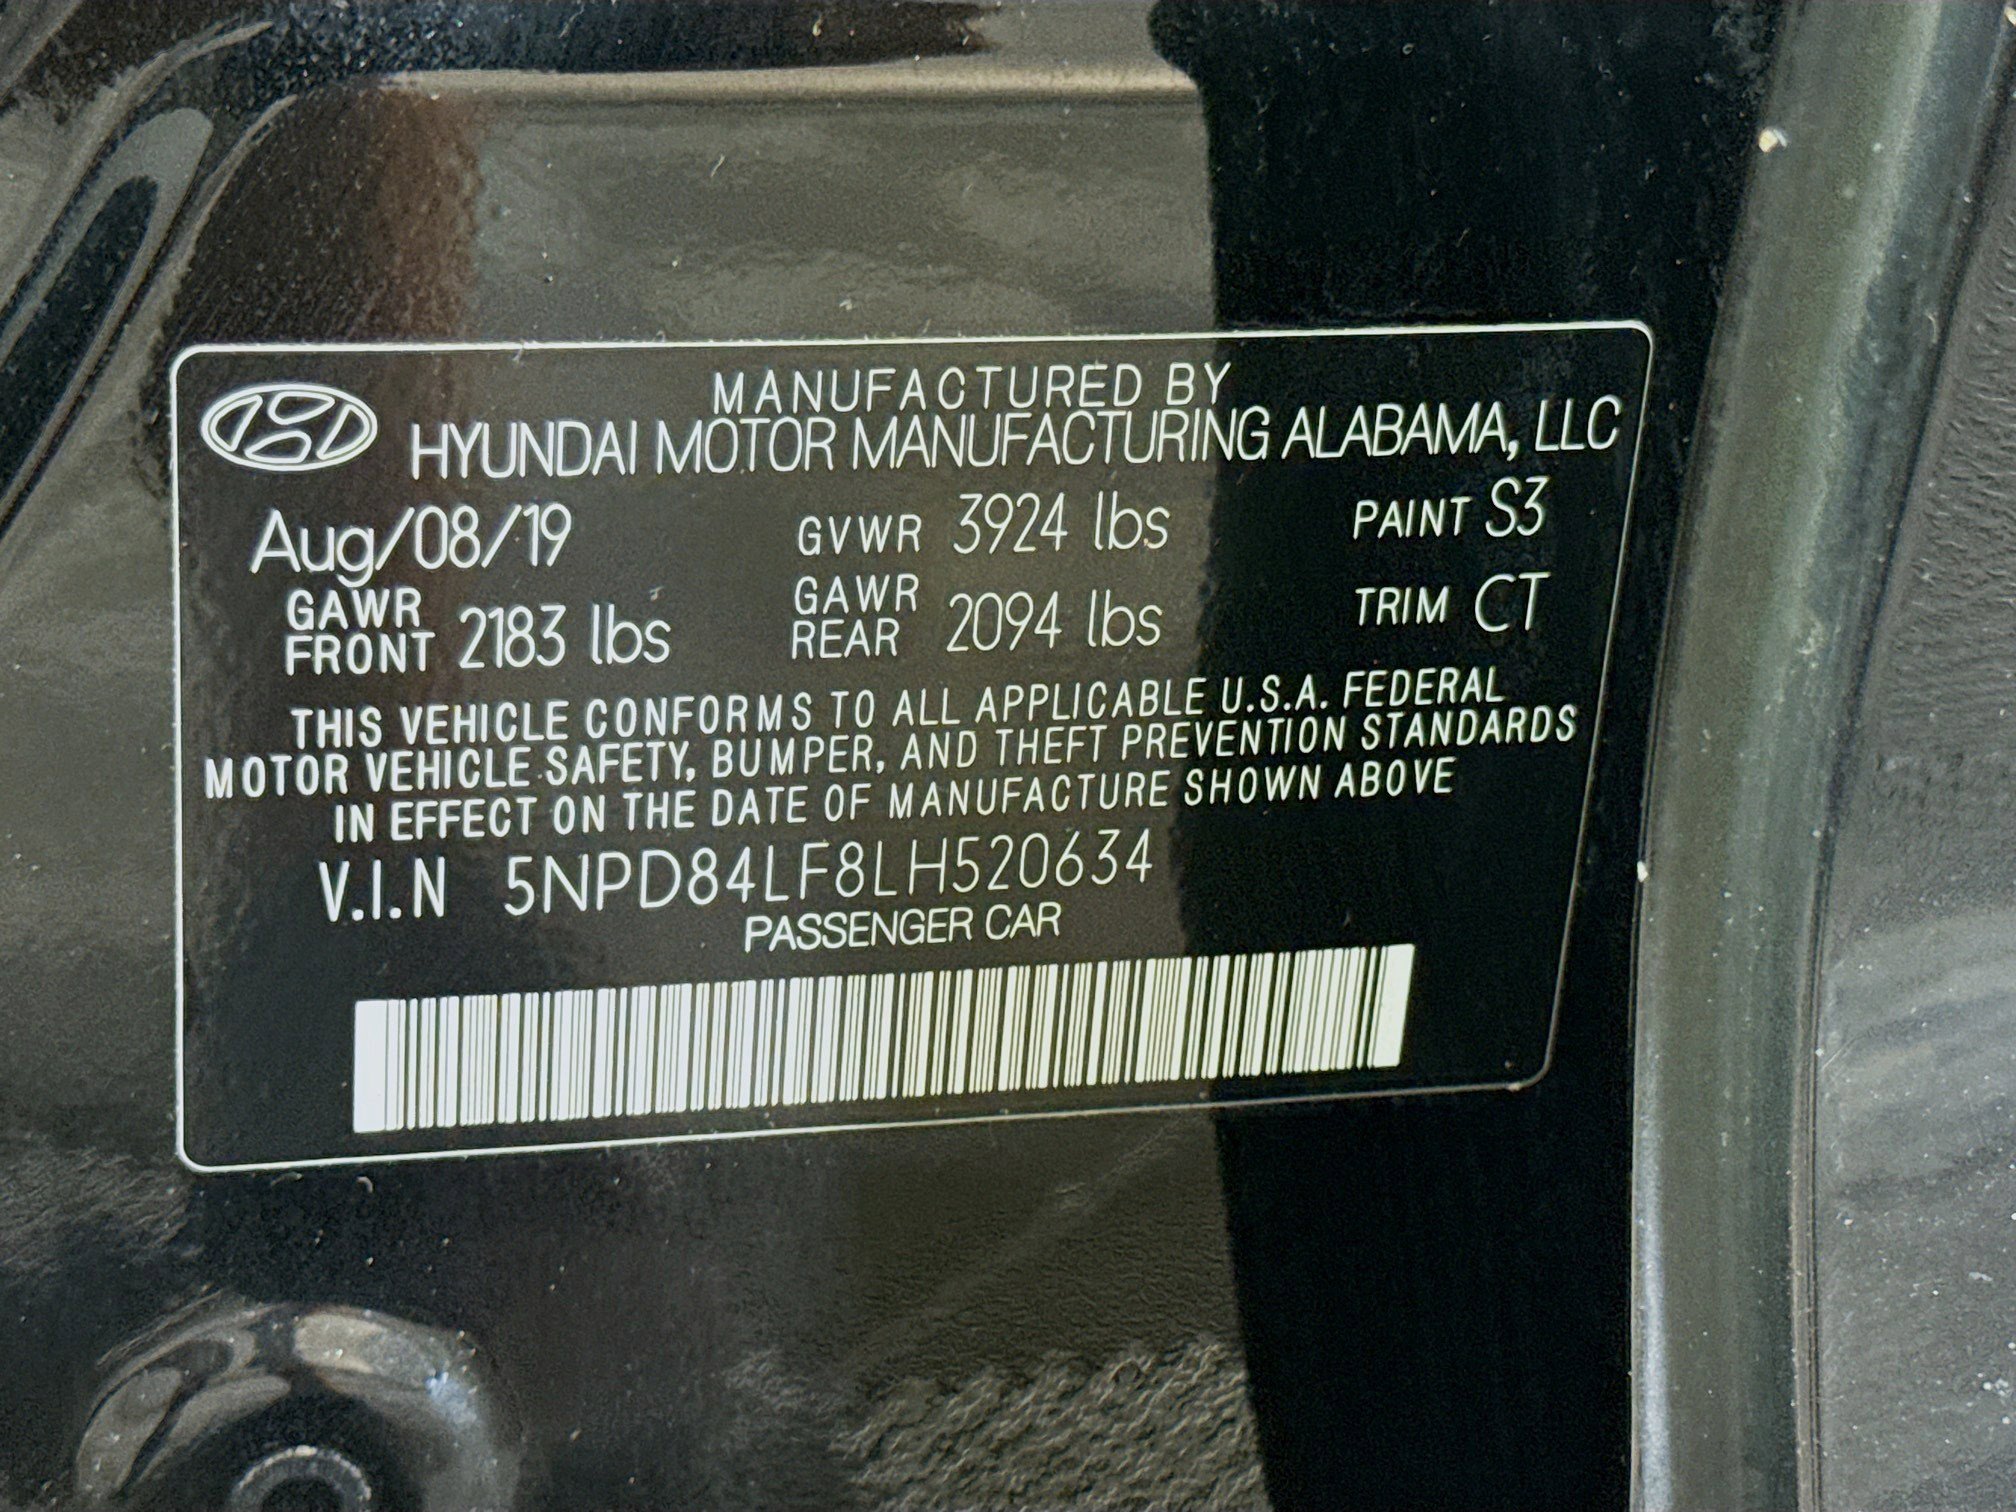 MANUFACTURED BY
HYUNDAI MOTOR MANUFACTURING ALABAMA, LLC
Aug/08/19 GVWR 3924 lbs PAINT S3
GAWR FRONT 2183 lbs GAWR REAR 2094 lbs TRIM CT
THIS VEHICLE CONFORMS TO ALL APPLICABLE U.S.A. FEDERAL
MOTOR VEHICLE SAFETY, BUMPER, AND THEFT PREVENTION STANDARDS
IN EFFECT ON THE DATE OF MANUFACTURE SHOWN ABOVE
V.I.N 5NPD84LF8LH520634
PASSENGER CAR